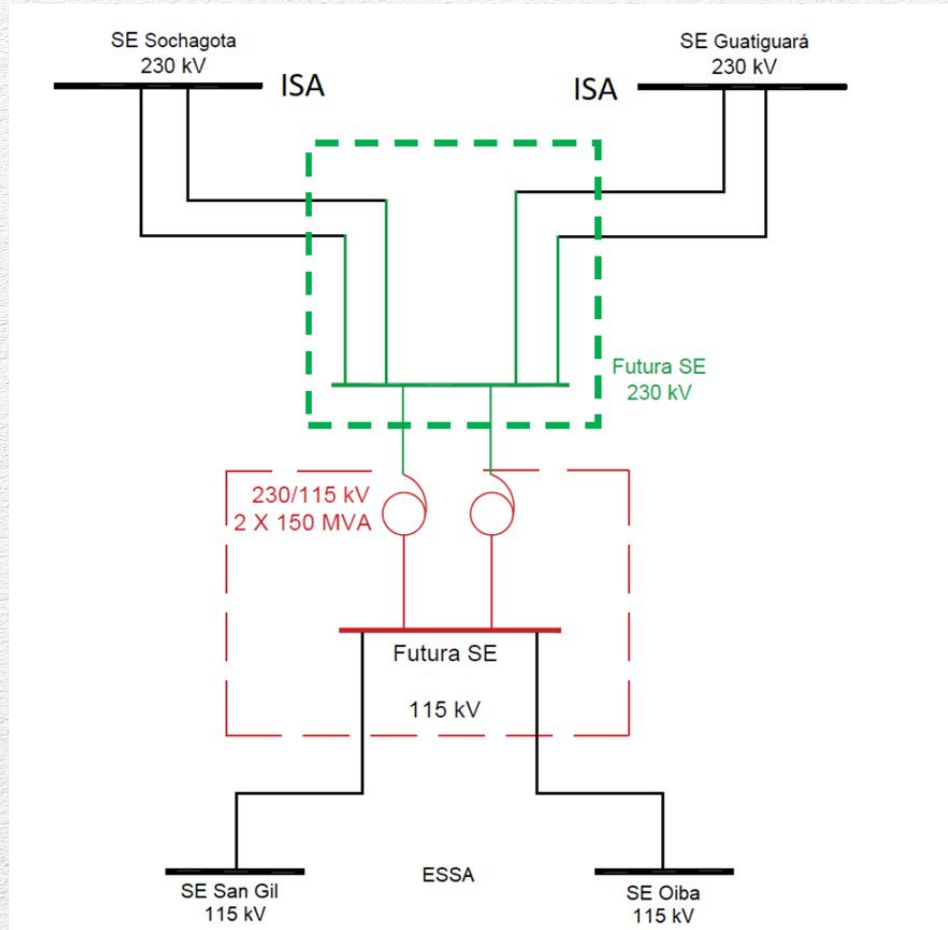 SE Sochagota
230 kV
ISA
SE Guatiguará
230 kV
ISA
Futura SE
230 kV
230/115 kV
2 X 150 MVA
Futura SE
115 kV
SE San Gil
115 kV
ESSA
SE Oiba
115 kV